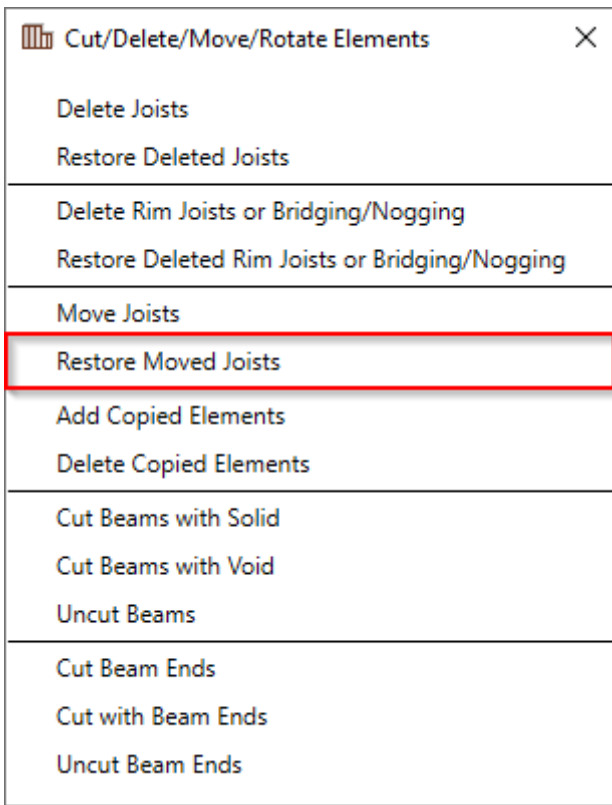 Cut/Delete/Move/Rotate Elements
Delete Joists
Restore Deleted Joists
Delete Rim Joists or Bridging/Nogging
Restore Deleted Rim Joists or Bridging/Nogging
Move Joists
Restore Moved Joists
Add Copied Elements
Delete Copied Elements
Cut Beams with Solid
Cut Beams with Void
Uncut Beams
Cut Beam Ends
Cut with Beam Ends
Uncut Beam Ends